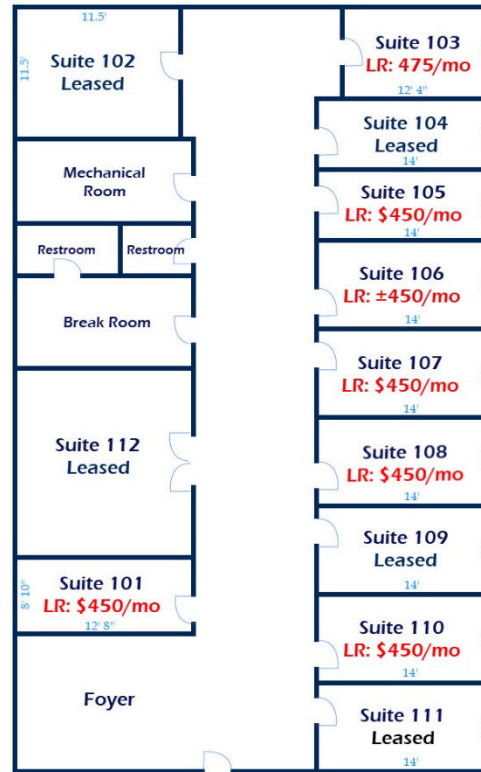 11.5'
11.5'
Suite 102
Leased
Mechanical
Room
Restroom
Restroom
Break Room
Suite 112
Leased
8' 10"
Suite 101
LR: $450/mo
12' 8"
Foyer
Suite 103
LR: 475/mo
12' 4"
Suite 104
Leased
14'
Suite 105
LR: $450/mo
14'
Suite 106
LR: ±450/mo
14'
Suite 107
LR: $450/mo
14'
Suite 108
LR: $450/mo
14'
Suite 109
Leased
14'
Suite 110
LR: $450/mo
14'
Suite 111
Leased
14'